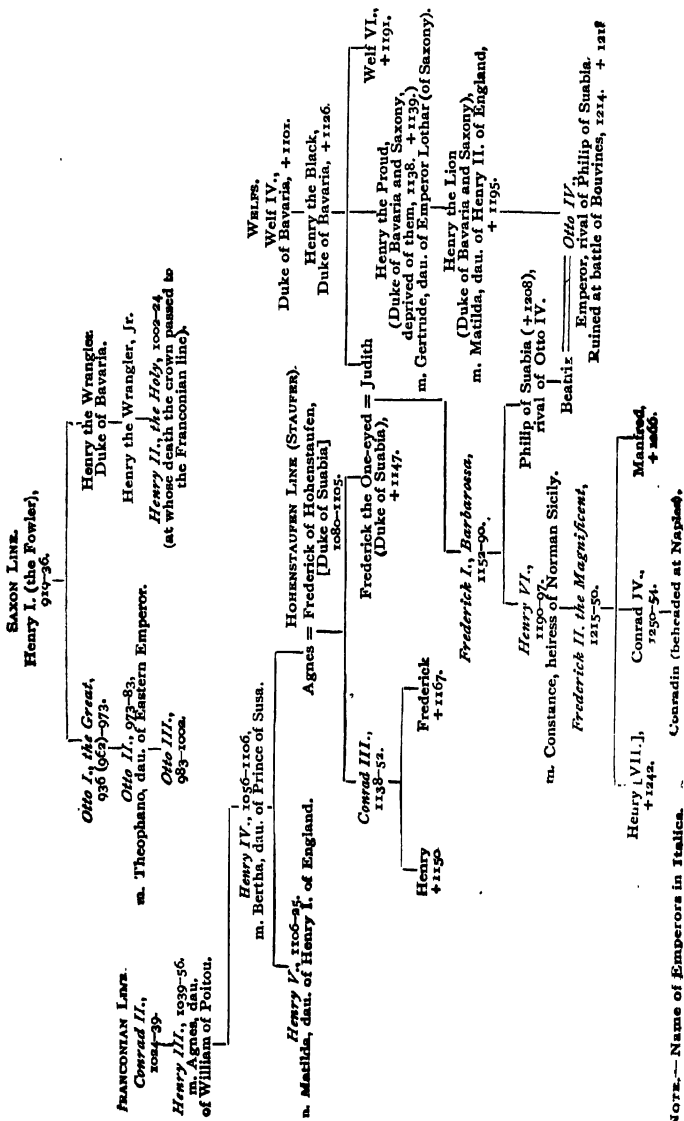 SAXON LINE.
Henry I. (the Fowler),
919-36.
Otto I., the Great,
936 (962)-973.
Otto II., 973-83,
m. Theophano, dau. of Eastern Emperor.
Otto III.,
983-1002.
Henry the Wrangler.
Duke of Bavaria.
Henry the Wrangler, Jr.
Henry II., the Holy, 1002-24
(at whose death the crown passed to
the Franconian line).
FRANCONIAN LINE.
Conrad II.,
1024-39.
Henry III., 1039-56.
m. Agnes, dau.
of William of Poitou.
Henry IV., 1056-1106,
m. Bertha, dau. of Prince of Susa.
Henry V., 1106-25.
m. Matilda, dau. of Henry I. of England.
HOHENSTAUFEN LINE (STAUFER).
Agnes = Frederick of Hohenstaufen,
[Duke of Suabia]
1080-1105.
Conrad III.,
1138-52.
Henry
+1150
Frederick
+1167.
Frederick the One-eyed = Judith
(Duke of Suabia),
+1147.
Frederick I., Barbarossa,
1152-90.
Henry VI.,
1190-97.
m. Constance, heiress of Norman Sicily.
Philip of Suabia (+1208),
rival of Otto IV.
Frederick II. the Magnificent,
1215-50.
Henry [VII.],
+1242.
Conrad IV.,
1250-54.
Manfred,
+1266.
Conradin (beheaded at Naples).
WELFS.
Welf IV.,
Duke of Bavaria, +1101.
Henry the Black,
Duke of Bavaria, +1126.
Henry the Proud,
(Duke of Bavaria and Saxony,
deprived of them, 1138. +1139.)
m. Gertrude, dau. of Emperor Lothar (of Saxony).
Welf VI.,
+1191.
Henry the Lion
(Duke of Bavaria and Saxony),
m. Matilda, dau. of Henry II. of England,
+ 1195.
Beatrix = Otto IV.,
Emperor, rival of Philip of Suabia.
Ruined at battle of Bouvines, 1214.
NOTE.—Name of Emperors in Italics.